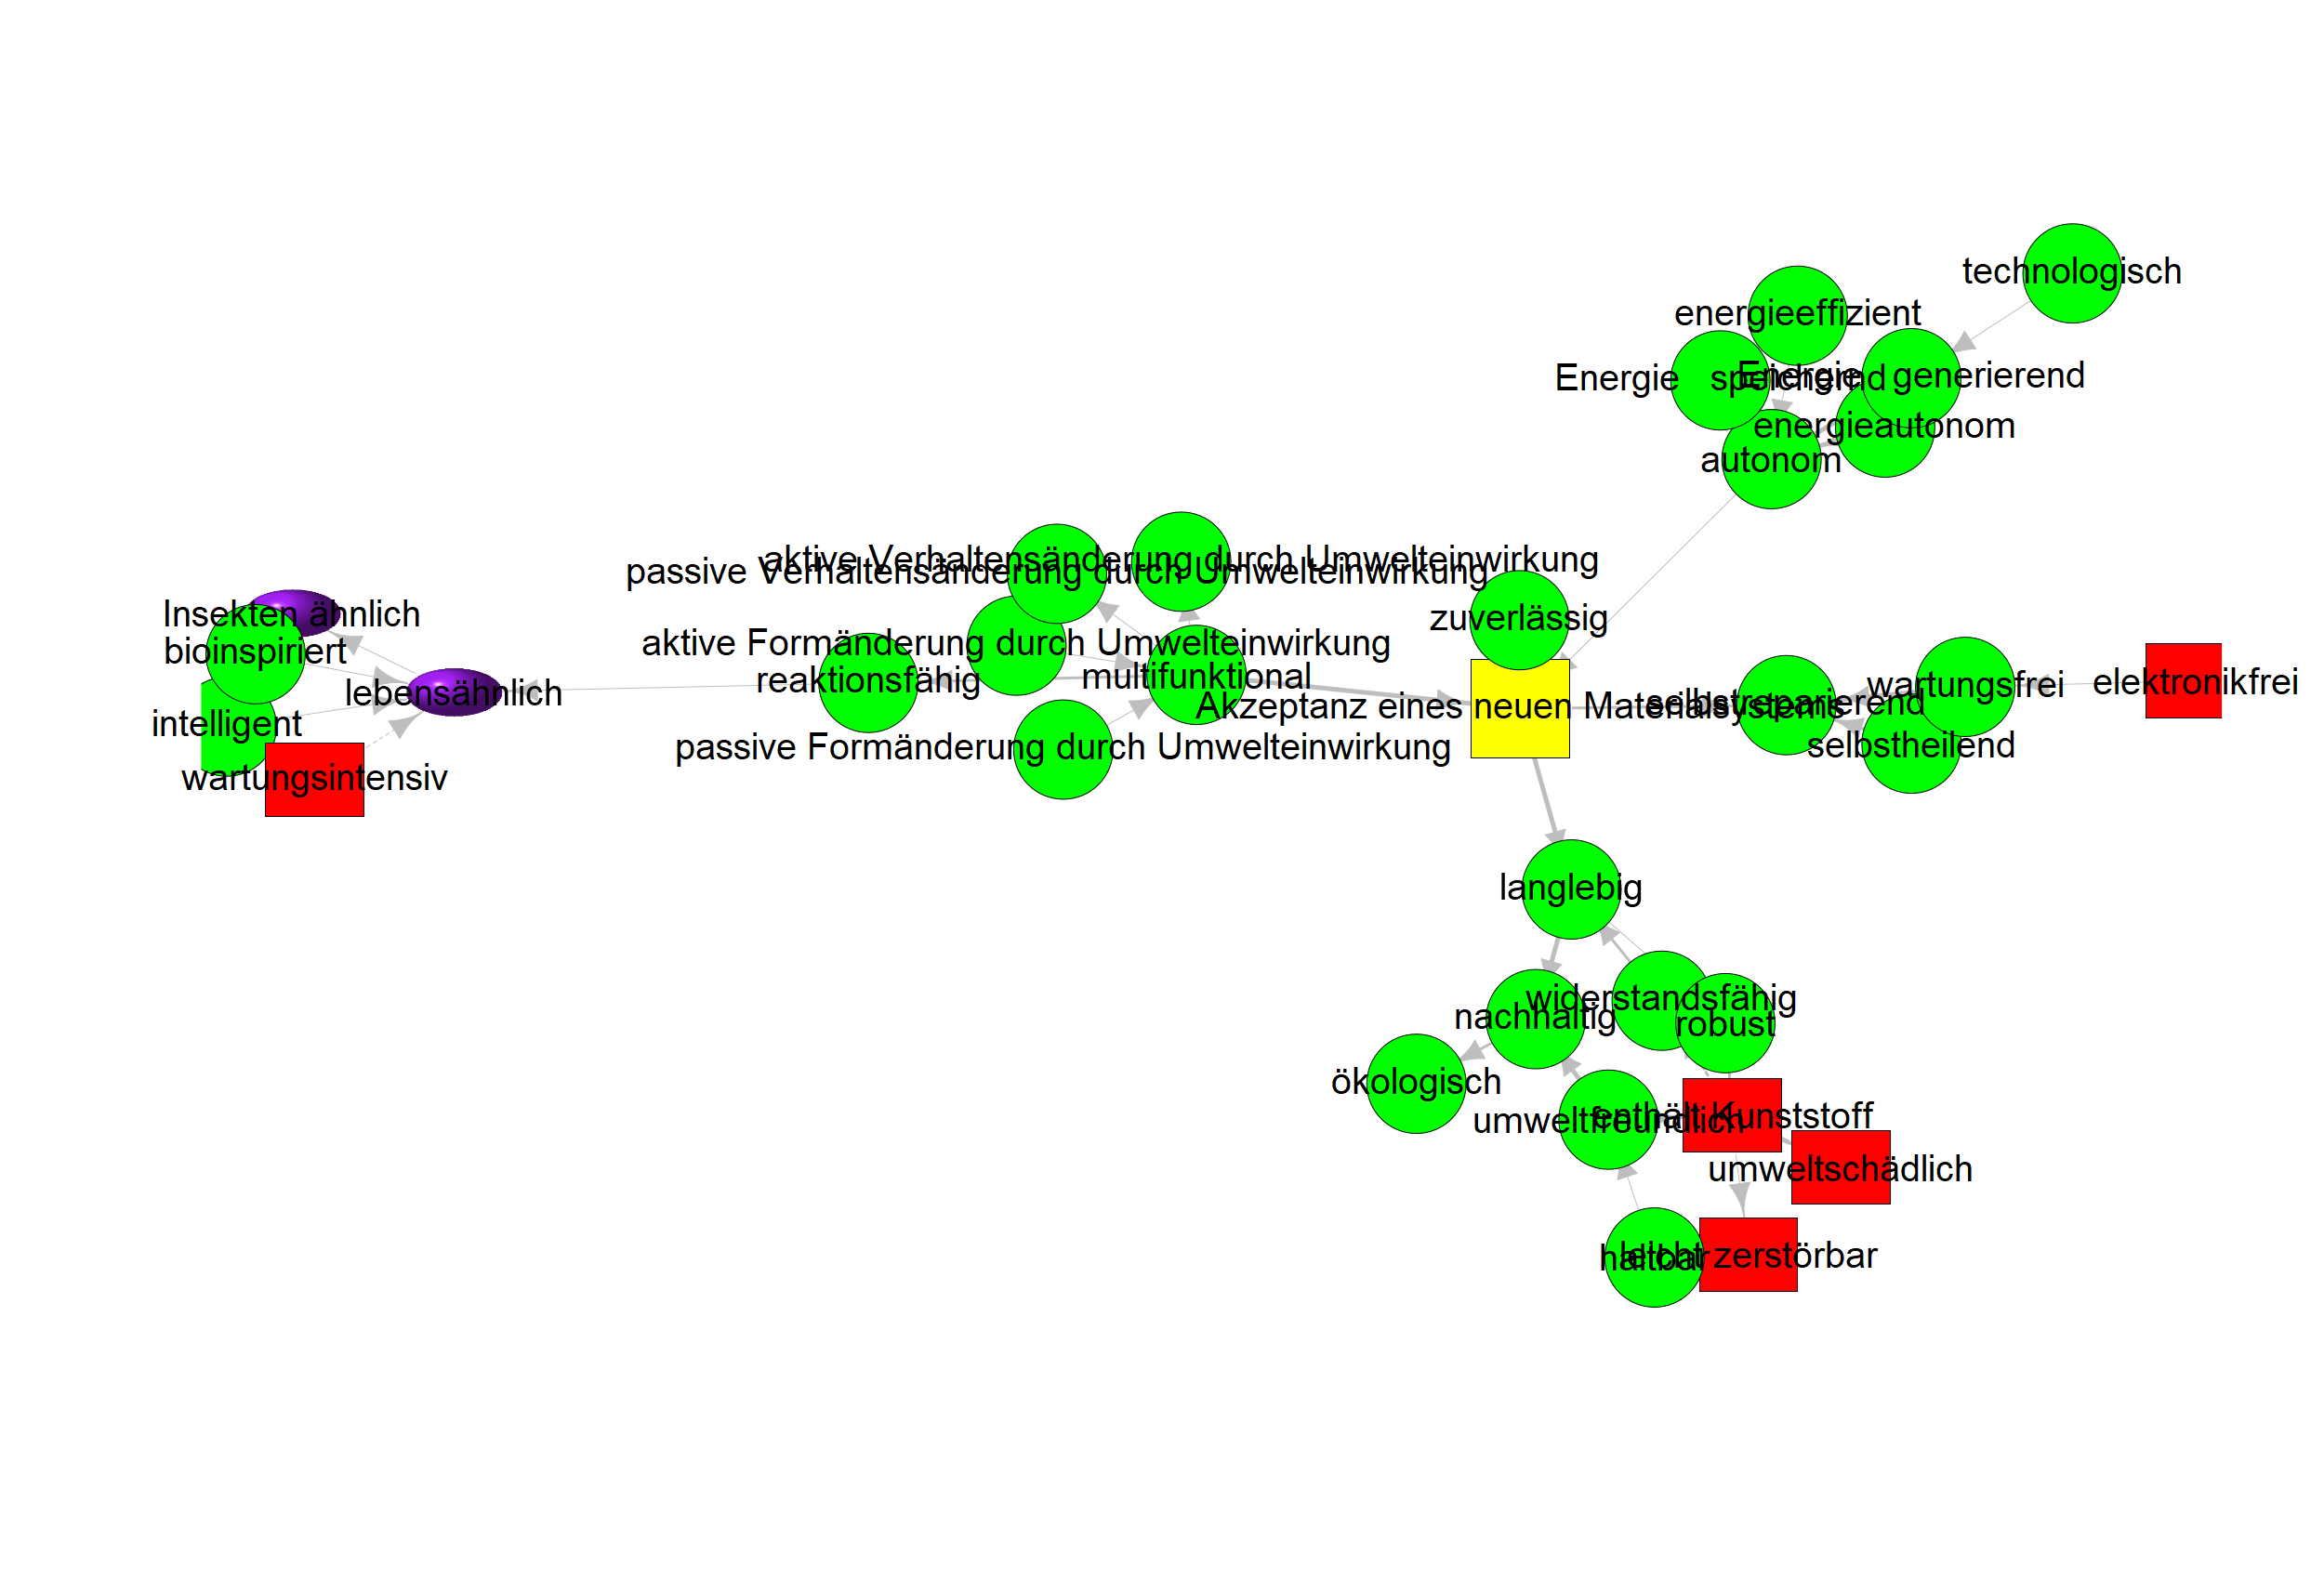 technologisch
energieeffizient
Energie speichernd
Energie generierend
energieautonom
autonom
aktive Verhaltensänderung durch Umwelteinwirkung
passive Verhaltensänderung durch Umwelteinwirkung
zuverlässig
Insekten ähnlich
bioinspiriert
aktive Formänderung durch Umwelteinwirkung
reaktionsfähig
multifunktional
lebensähnlich
Akzeptanz eines neuen Materialsystems
selbstreparierend
wartungsfrei
elektronikfrei
intelligent
passive Formänderung durch Umwelteinwirkung
selbstheilend
wartungsintensiv
langlebig
widerstandsfähig
nachhaltig
robust
ökologisch
umweltfreundlich
enthält Kunststoff
umweltschädlich
haltbar
leicht zerstörbar